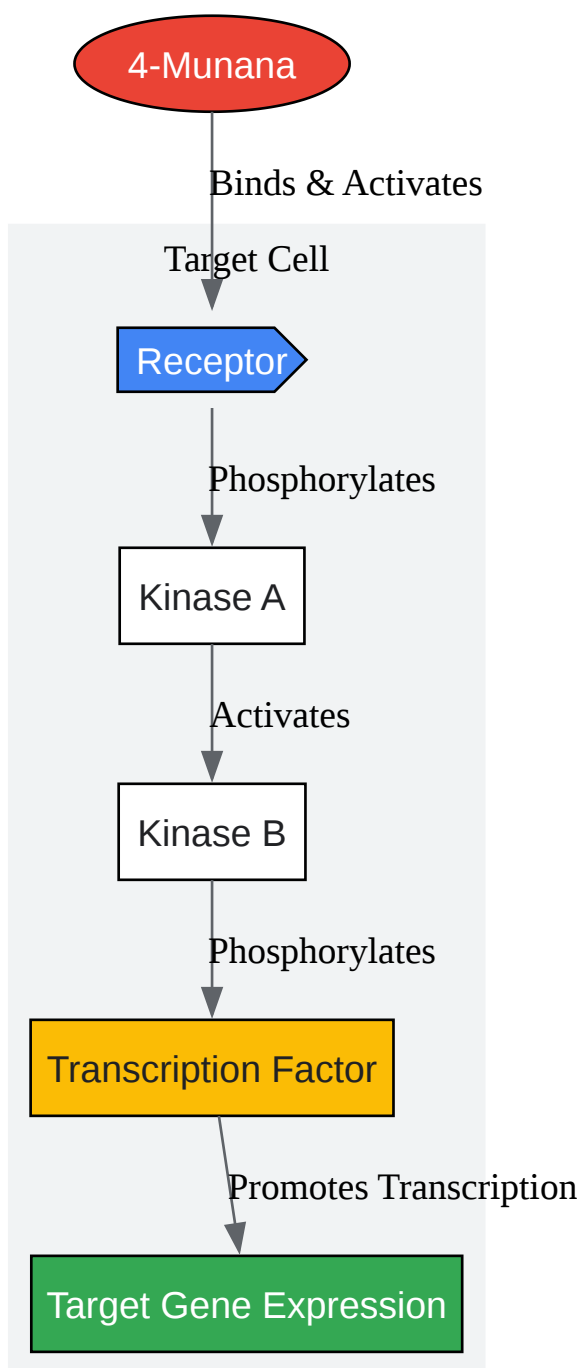 4-Munana
Binds & Activates
Target Cell
Receptor
Phosphorylates
Kinase A
Activates
Kinase B
Phosphorylates
Transcription Factor
Promotes Transcription
Target Gene Expression